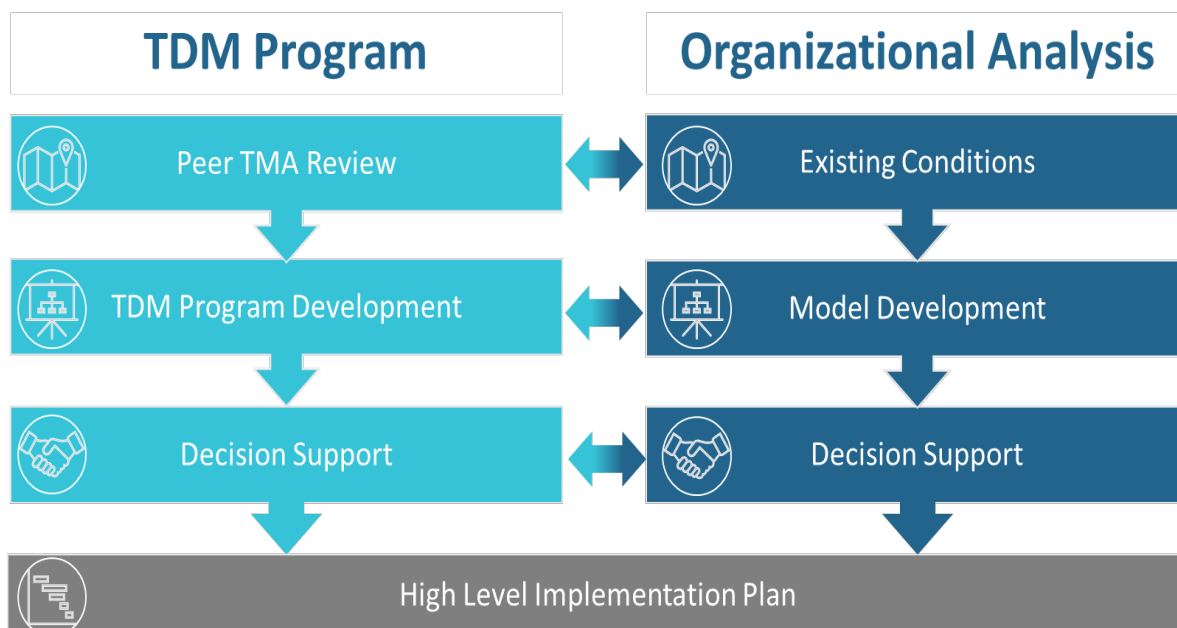 TDM Program
Organizational Analysis
Peer TMA Review
Existing Conditions
TDM Program Development
Model Development
Decision Support
Decision Support
High Level Implementation Plan